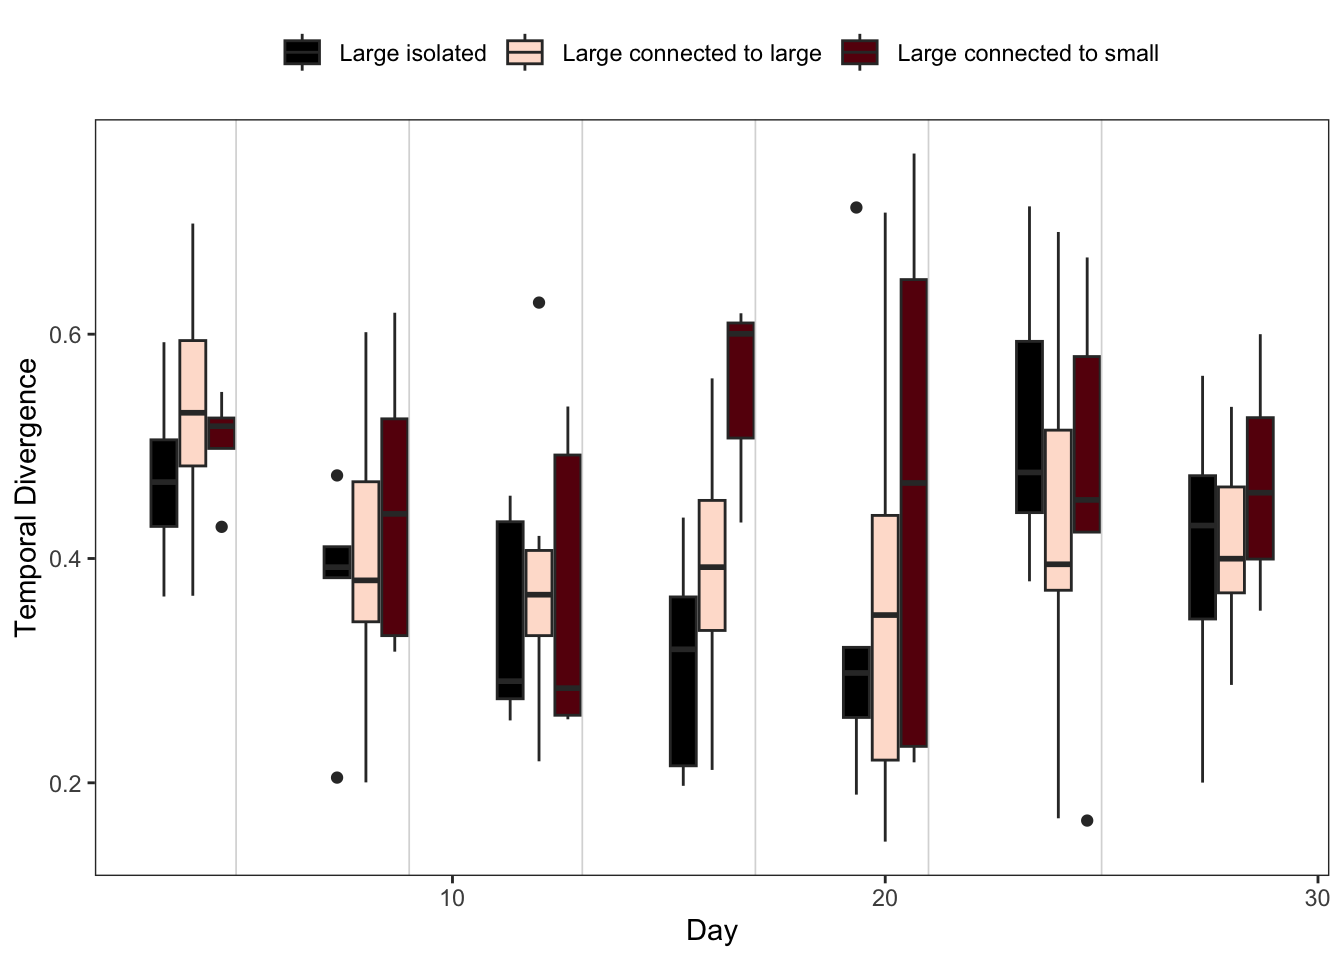 Large isolated Large connected to large Large connected to small
Temporal Divergence
0.6
0.4
0.2
10 20 30
Day